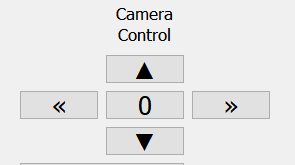 Camera
Control
▲
« 0 »
▼